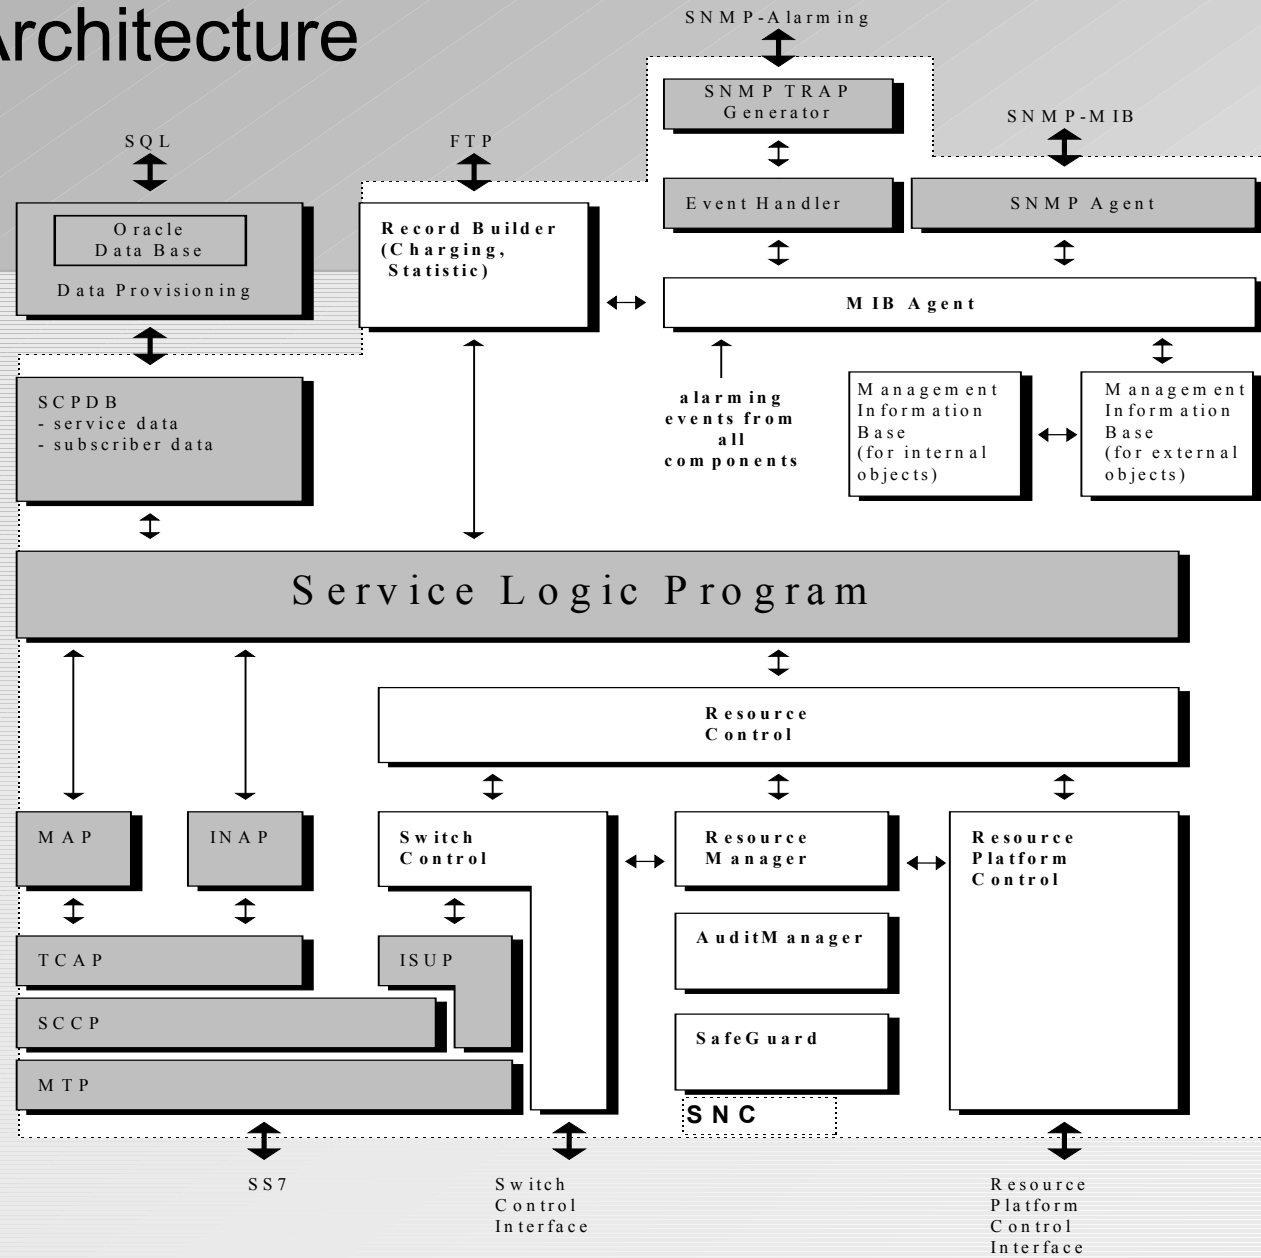 Architecture
SNMP-Alarming
SNMP TRAP
Generator
SNMP-MIB
SQL
FTP
Event Handler
SNMP Agent
Oracle
Data Base
Data Provisioning
Record Builder
(Charging,
Statistic)
MIB Agent
SCPDB
- service data
- subscriber data
alarming
events from
all
components
Management
Information
Base
(for internal
objects)
Management
Information
Base
(for external
objects)
Service Logic Program
Resource
Control
MAP
INAP
Switch
Control
Resource
Manager
Resource
Platform
Control
TCAP
ISUP
AuditManager
SCCP
SafeGuard
MTP
SNC
SS7
Switch
Control
Interface
Resource
Platform
Control
Interface